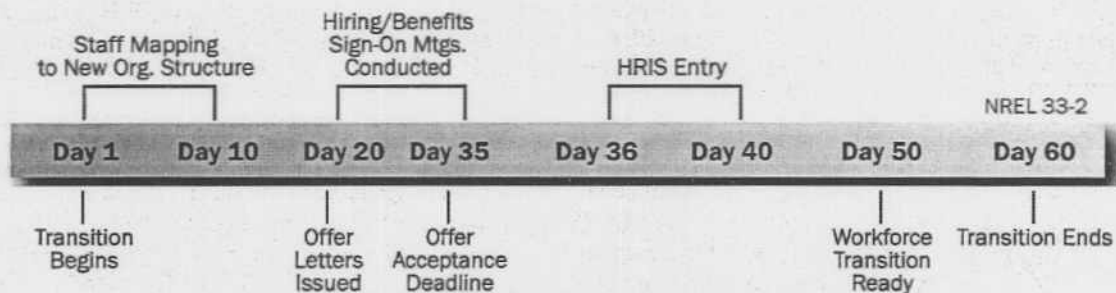 Staff Mapping
to New Org. Structure
Hiring/Benefits
Sign-On Mtgs.
Conducted
HRIS Entry
NREL 33-2
Day 1 Day 10 Day 20 Day 35 Day 36 Day 40 Day 50 Day 60
Transition
Begins
Offer
Letters
Issued
Offer
Acceptance
Deadline
Workforce
Transition
Ready
Transition Ends